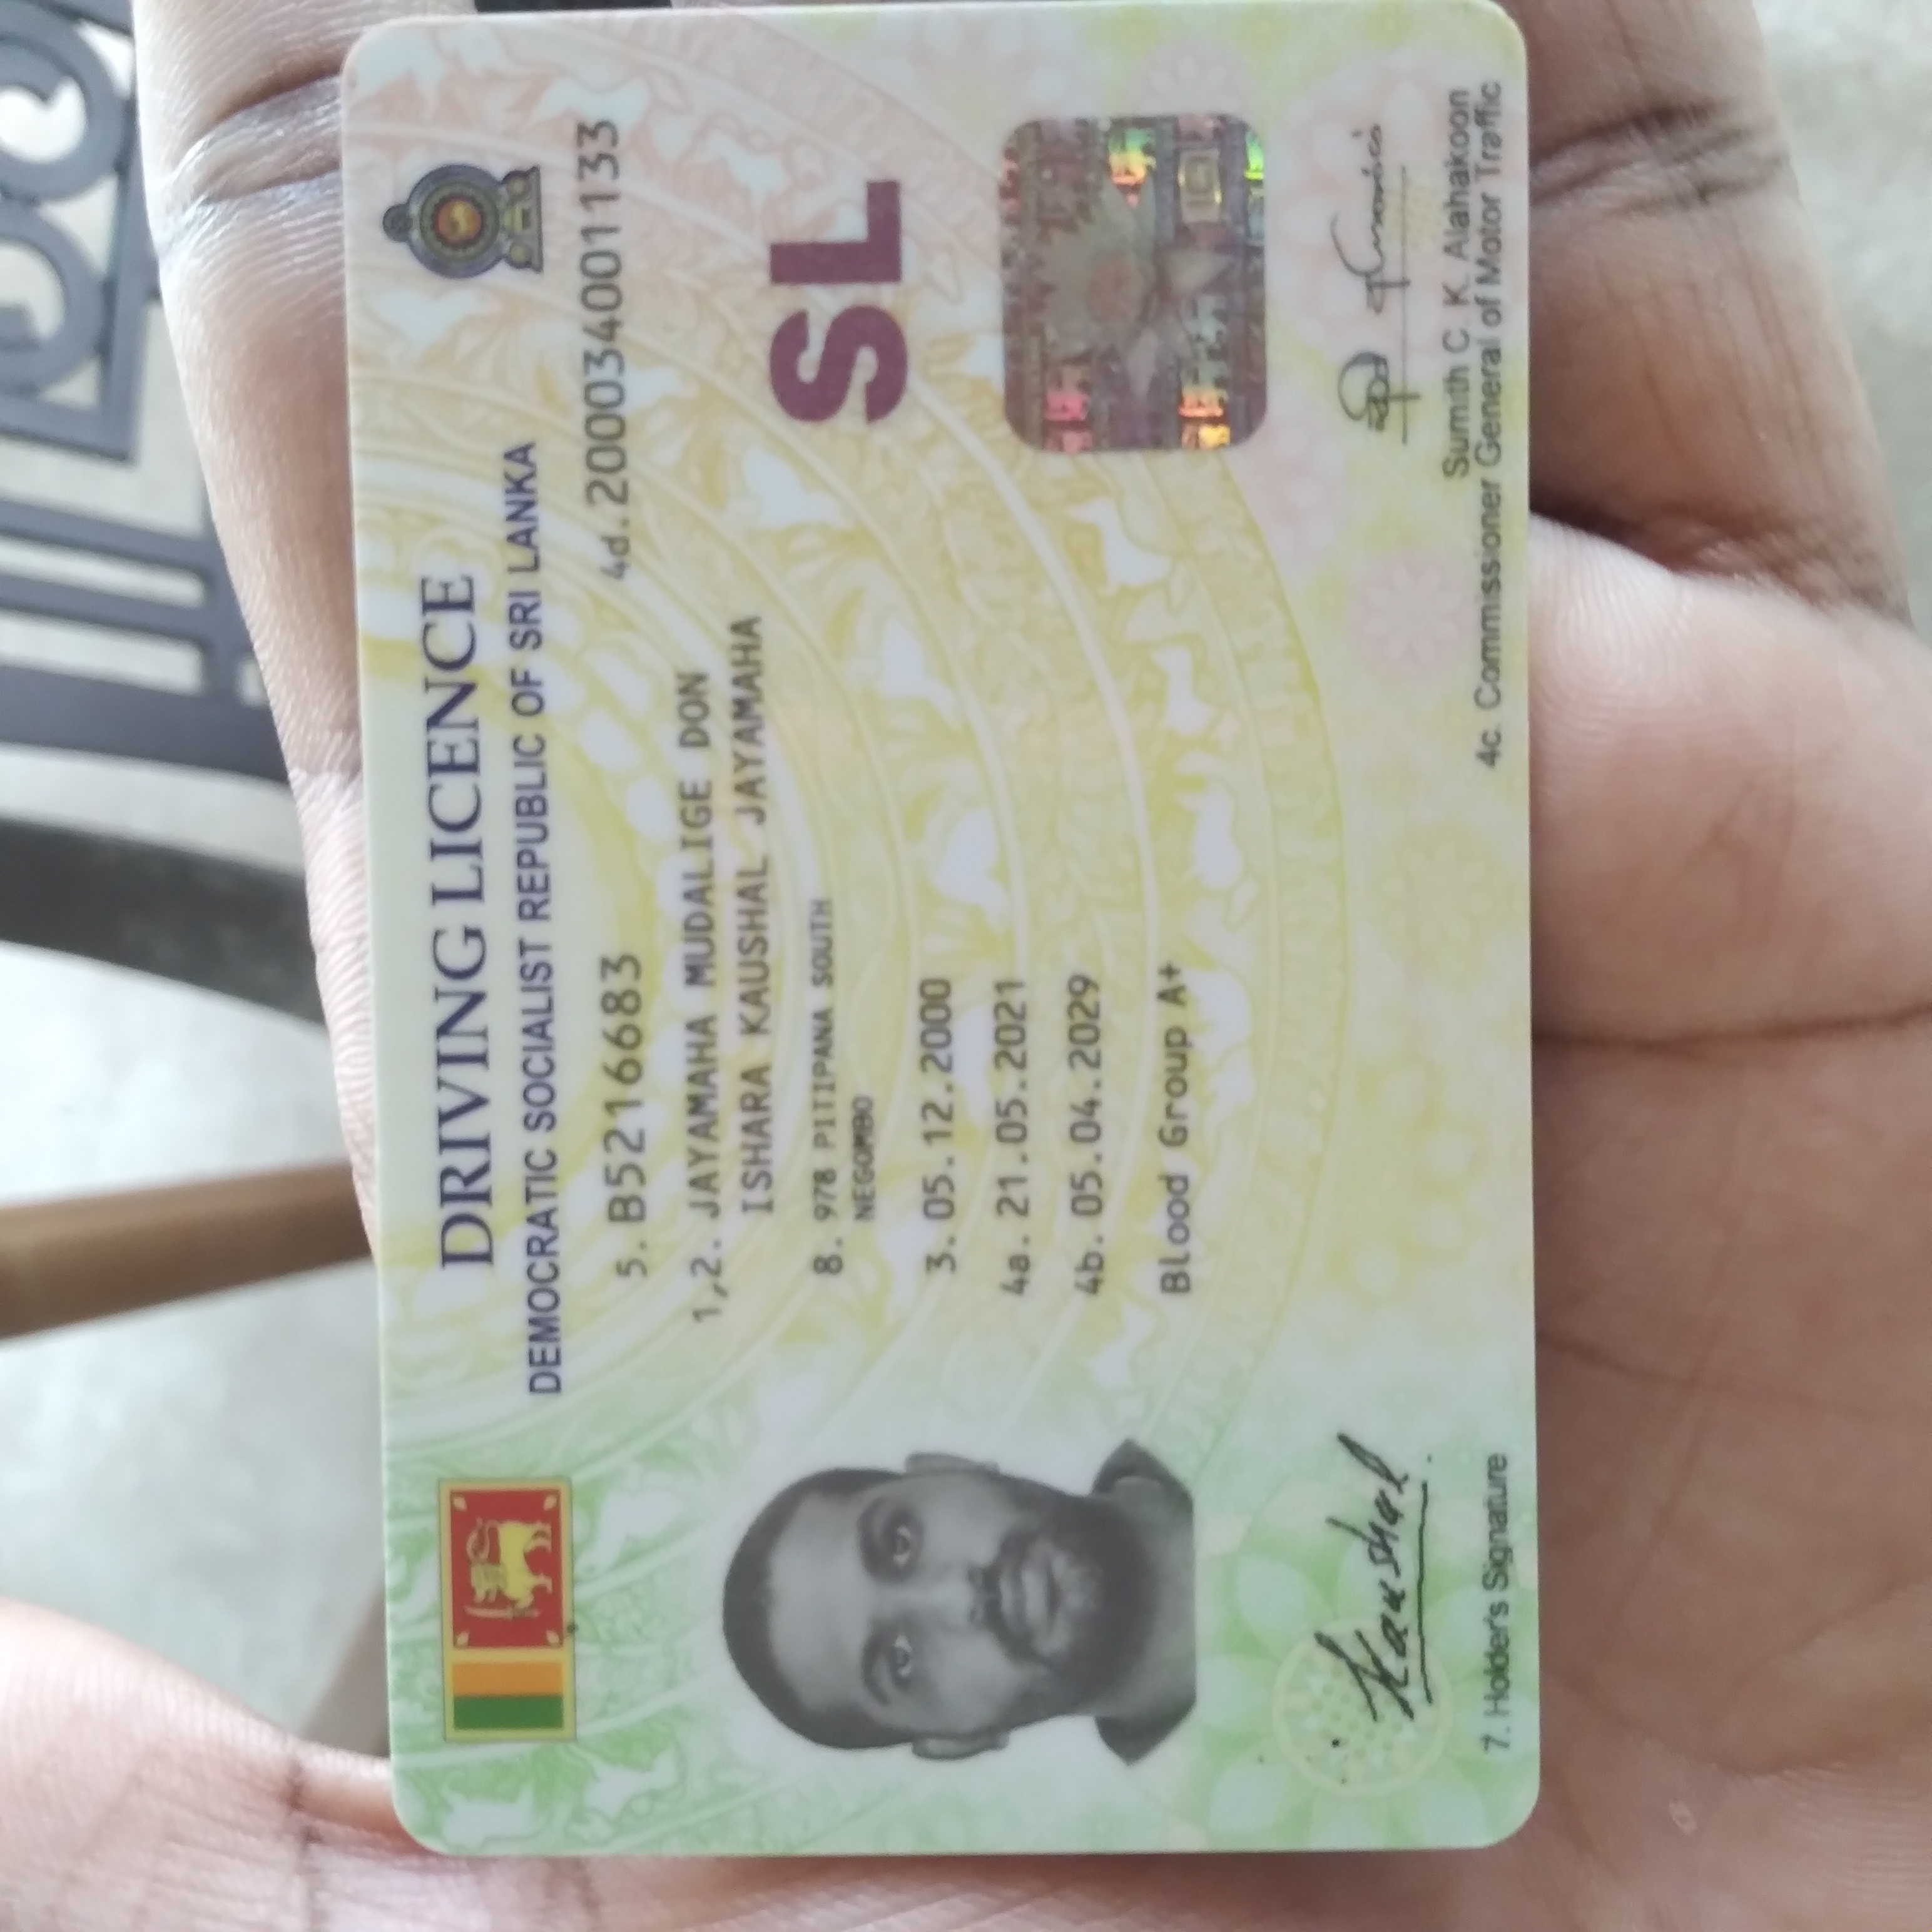 DRIVING LICENCE
DEMOCRATIC SOCIALIST REPUBLIC OF SRI LANKA
5. B5216683 4d. 200034001133
1,2. JAYAMAHA MUDALIGE DON
ISHARA KAUSHAL JAYAMAHA
8. 978 PITIPANA SOUTH
NEGOMBO
SL
3. 05.12.2000
4a. 21.05.2021
4b. 05.04.2029
Blood Group A+
Kaushal
7. Holder's Signature
Sumith C. K. Alahakoon
4c. Commissioner General of Motor Traffic